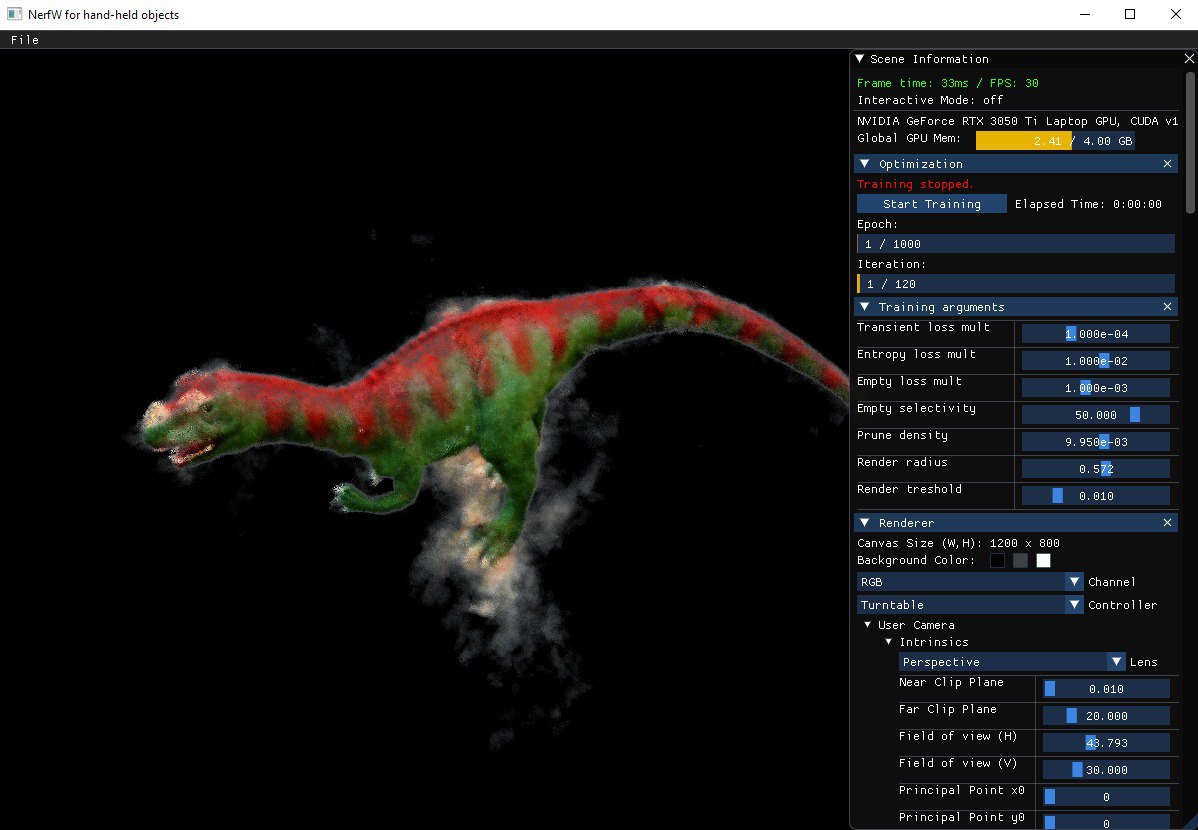 NerfW for hand-held objects
File
Scene Information
Frame time: 33ms / FPS: 30
Interactive Mode: off
NVIDIA GeForce RTX 3050 Ti Laptop GPU, CUDA v1
Global GPU Mem: 2.41 / 4.00 GB
Optimization
Training stopped.
Start Training Elapsed Time: 0:00:00
Epoch:
1 / 1000
Iteration:
1 / 120
Training arguments
Transient loss mult 1.000e-04
Entropy loss mult 1.000e-02
Empty loss mult 1.000e-03
Empty selectivity 50.000
Prune density 9.950e-03
Render radius 0.572
Render treshold 0.010
Renderer
Canvas Size (W,H): 1200 x 800
Background Color:
RGB Channel
Turntable Controller
User Camera
Intrinsics
Perspective Lens
Near Clip Plane 0.010
Far Clip Plane 20.000
Field of view (H) 43.793
Field of view (V) 30.000
Principal Point x0 0
Principal Point y0 0